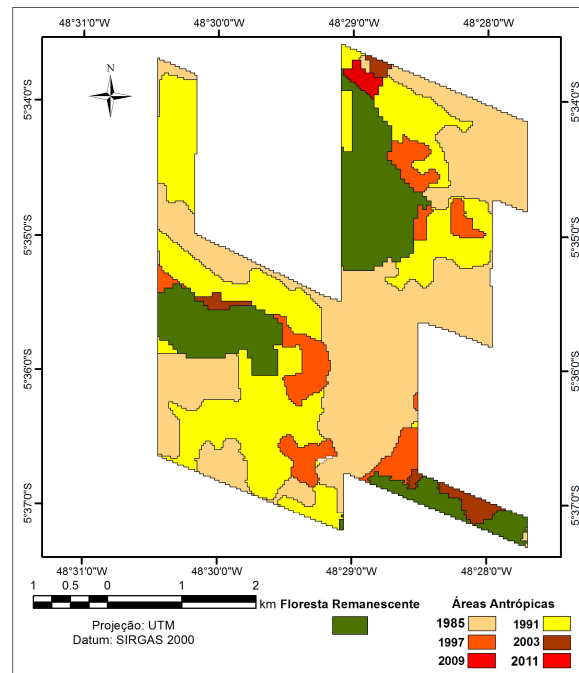 48°31'0"W 48°30'0"W 48°29'0"W 48°28'0"W
N
5°34'0"S 5°34'0"S
5°35'0"S 5°35'0"S
5°36'0"S 5°36'0"S
5°37'0"S 5°37'0"S
48°31'0"W 48°30'0"W 48°29'0"W 48°28'0"W
1 0.5 0 1 2
km
Projeção: UTM
Datum: SIRGAS 2000
Floresta Remanescente
Áreas Antrópicas
1985 1991
1997 2003
2009 2011